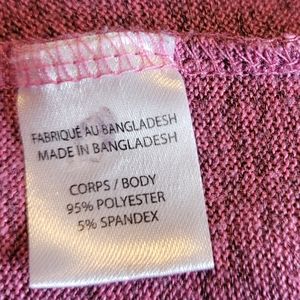 FABRIQUÉ AU BANGLADESH
MADE IN BANGLADESH
CORPS / BODY
95% POLYESTER
5% SPANDEX